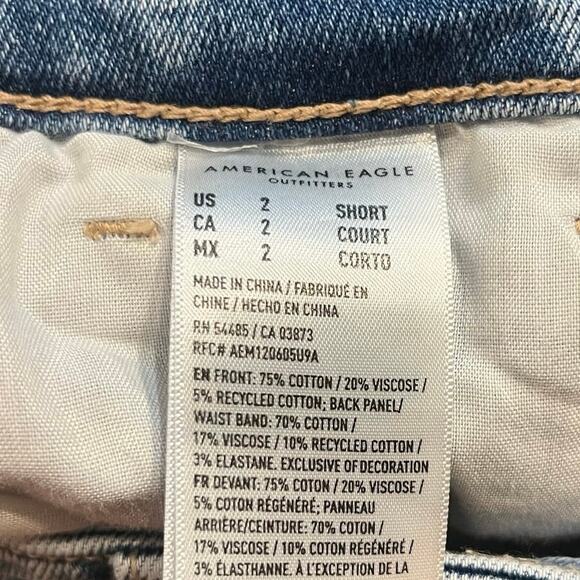 AMERICAN EAGLE
OUTFITTERS
US 2 SHORT
CA 2 COURT
MX 2 CORTO
MADE IN CHINA / FABRIQUÉ EN
CHINE / HECHO EN CHINA
RN 54485 / CA 03873
RFC# AEM120605U9A
EN FRONT: 75% COTTON / 20% VISCOSE /
5% RECYCLED COTTON; BACK PANEL/
WAIST BAND: 70% COTTON /
17% VISCOSE / 10% RECYCLED COTTON /
3% ELASTANE. EXCLUSIVE OF DECORATION
FR DEVANT: 75% COTON / 20% VISCOSE /
5% COTON RÉGÉNÉRÉ; PANNEAU
ARRIÈRE/CEINTURE: 70% COTON /
17% VISCOSE / 10% COTON RÉGÉNÉRÉ /
3% ÉLASTHANNE. À L'EXCEPTION DE LA